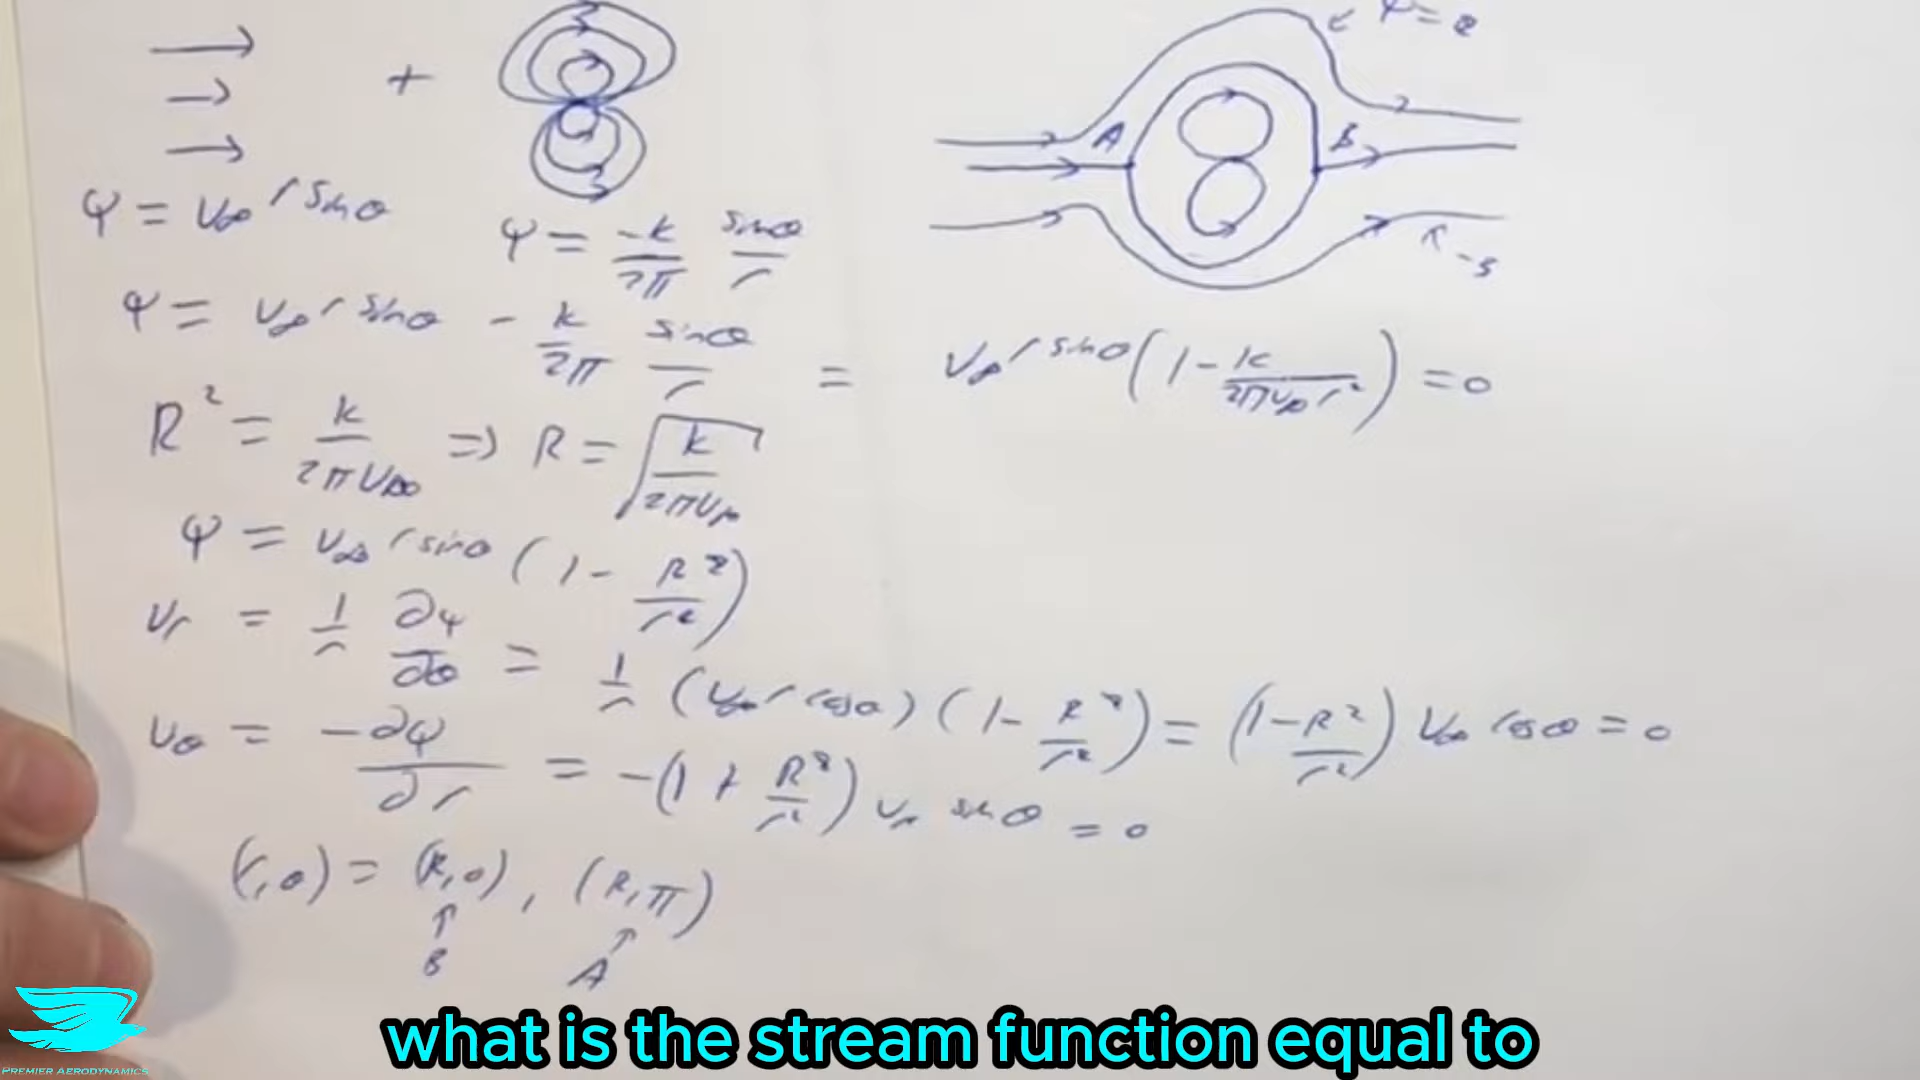 +
ψ = 2
A B
ψ = V∞ r sinθ
ψ = -k/2π sinθ/r
-5
ψ = V∞ r sinθ - k/2π sinθ/r = V∞ r sinθ (1 - k/2πV∞r²) = 0
R² = k/2πV∞ => R = √k/2πV∞
ψ = V∞ r sinθ (1 - R²/r²)
Vr = 1/r ∂ψ/∂θ = 1/r (V∞ r cosθ) (1 - R²/r²) = (1 - R²/r²) V∞ cosθ = 0
Vθ = -∂ψ/∂r = -(1 + R²/r²) V∞ sinθ = 0
(r, θ) = (R, 0), (R, π)
↑ ↑
B A
what is the stream function equal to
PREMIER AERODYNAMICS